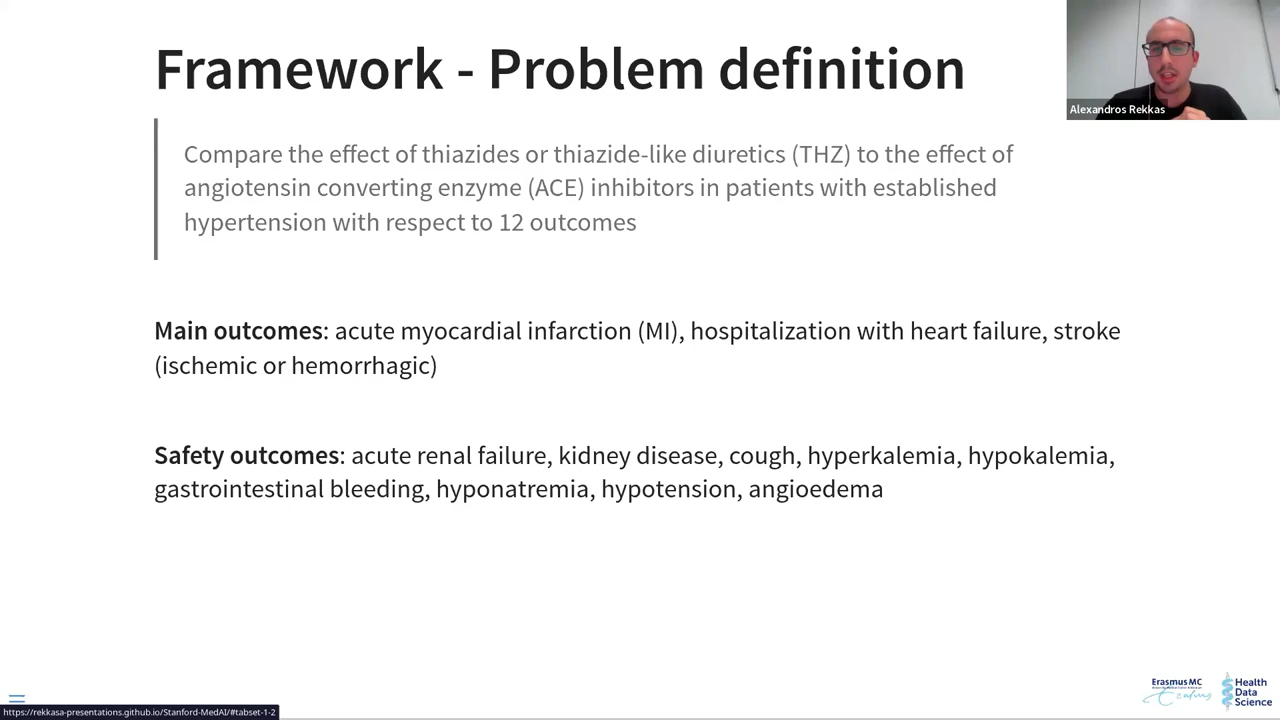 Framework - Problem definition
Alexandros Rekkas
Compare the effect of thiazides or thiazide-like diuretics (THZ) to the effect of
angiotensin converting enzyme (ACE) inhibitors in patients with established
hypertension with respect to 12 outcomes
Main outcomes: acute myocardial infarction (MI), hospitalization with heart failure, stroke
(ischemic or hemorrhagic)
Safety outcomes: acute renal failure, kidney disease, cough, hyperkalemia, hypokalemia,
gastrointestinal bleeding, hyponatremia, hypotension, angioedema
Erasmus MC
Erasmus
Health
Data
Science
https://rekkasa-presentations.github.io/Stanford-MedAI/#tabset-1-2